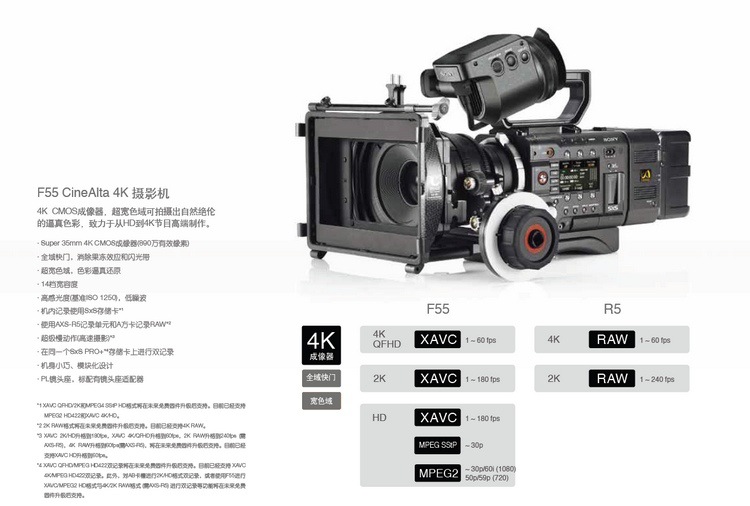 F55 CineAlta 4K 摄影机
4K CMOS成像器，超宽色域可拍摄出自然绝伦
的逼真色彩，致力于从HD到4K节目高端制作。
· Super 35mm 4K CMOS成像器(890万有效像素)
· 全域快门，消除果冻效应和闪光带
· 超宽色域，色彩逼真还原
· 14档宽容度
· 高感光度(基准ISO 1250)，低噪波
· 机内记录使用SxS存储卡*1
· 使用AXS-R5记录单元和A方卡记录RAW*2
· 超级慢动作(高速摄影)*3
· 在同一个SxS PRO+*4存储卡上进行双记录
· 机身小巧、模块化设计
· PL镜头座，标配有镜头座适配器
*1 XAVC QFHD/2K和MPEG4 SStP HD格式将在未来免费固件升级后支持。目前已经支持
MPEG2 HD422和XAVC 4K/HD。
*2 2K RAW格式将在未来免费固件升级后支持。目前已经支持4K RAW。
*3 XAVC 2K/HD升格到180fps，XAVC 4K/QFHD升格到60fps，2K RAW升格到240fps (需
AXS-R5)，4K RAW升格到60fps(需AXS-R5)，将在未来免费固件升级后支持。目前已经
支持XAVC HD升格到60fps。
*4 XAVC QFHD/MPEG HD422双记录将在未来免费固件升级后支持。目前已经支持 XAVC
4K/MPEG HD422双记录。此外，对AB卡槽进行2K/HD格式双记录，或者使用F55进行
XAVC/MPEG2 HD格式与4K/2K RAW格式 (需AXS-R5) 进行双记录等功能将在未来免费
固件升级后支持。
SONY
SxS
F55
R5
4K
成像器
全域快门
宽色域
4K
QFHD
XAVC
1 ~ 60 fps
4K
RAW
1 ~ 60 fps
2K
XAVC
1 ~ 180 fps
2K
RAW
1 ~ 240 fps
HD
XAVC
1 ~ 180 fps
MPEG SStP
~ 30p
MPEG2
~ 30p/60i (1080)
50p/59p (720)